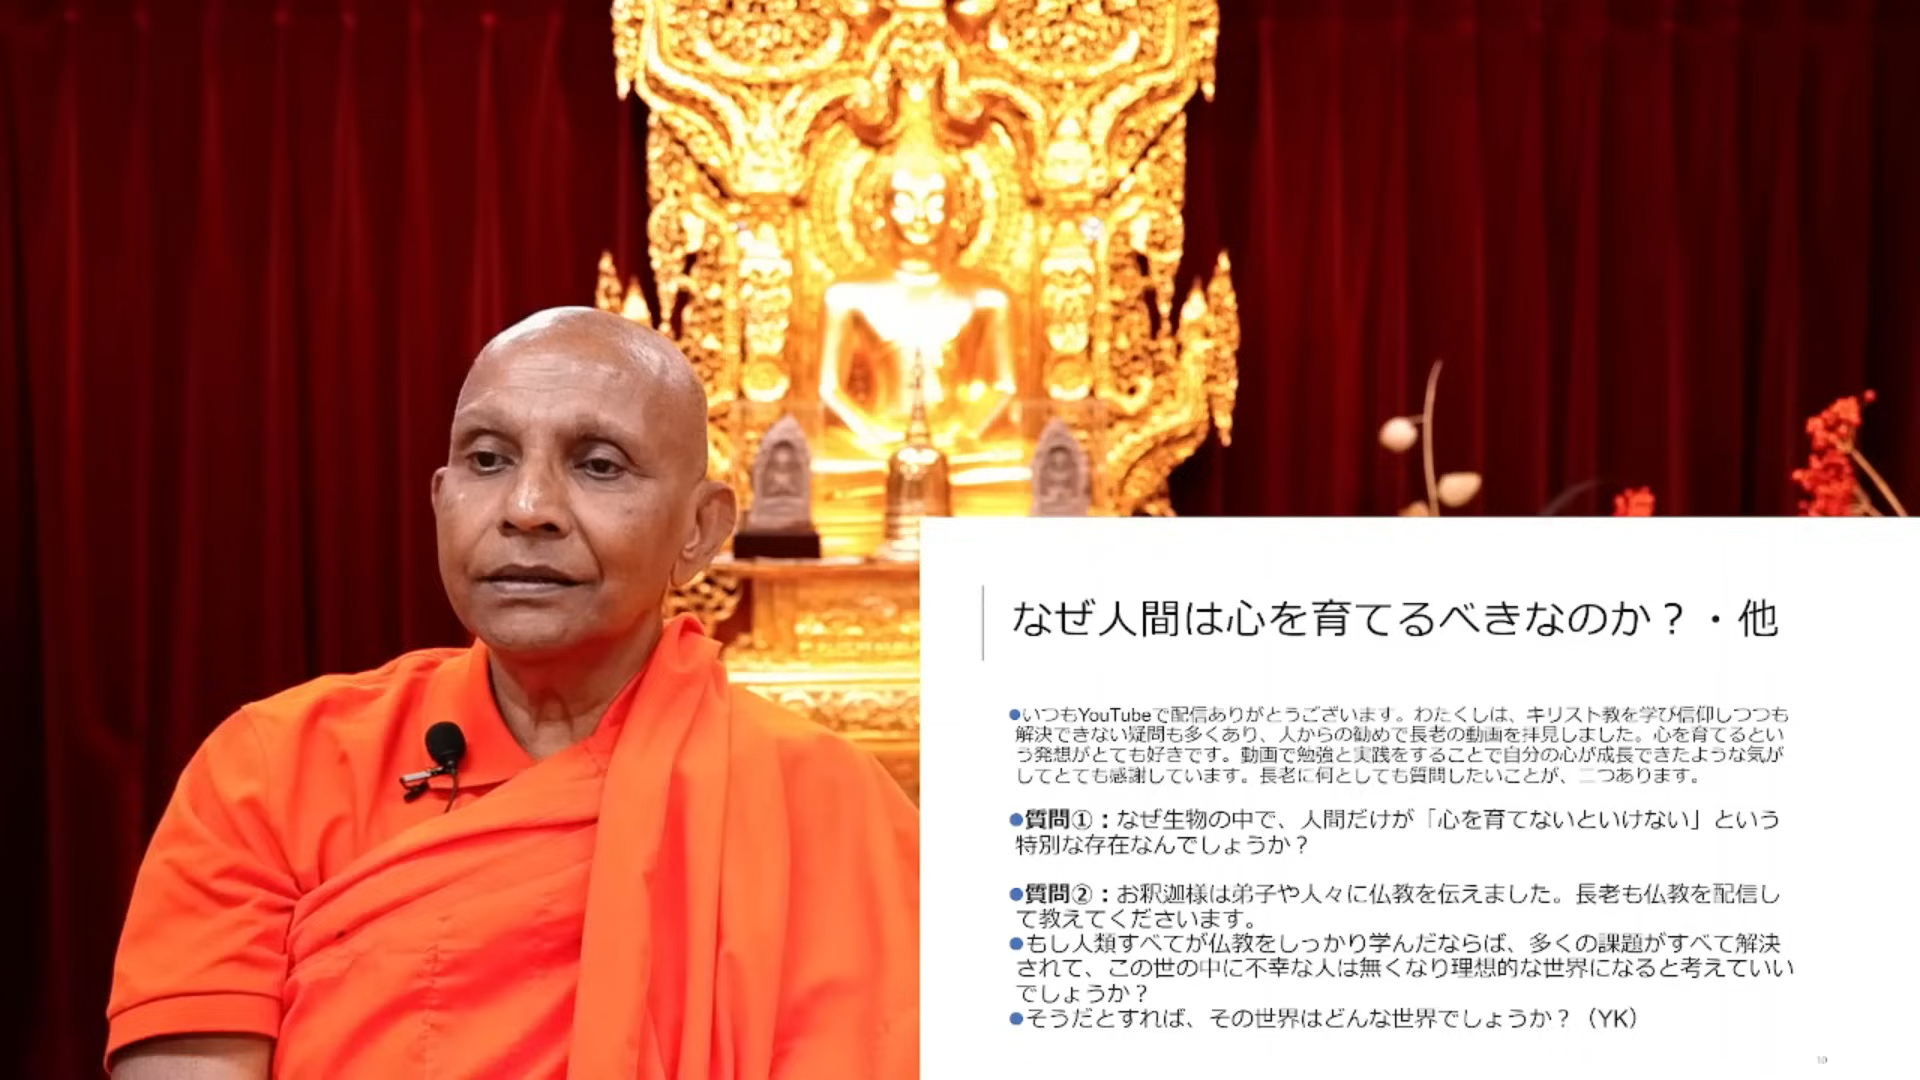 なぜ人間は心を育てるべきなのか？・他
●いつもYouTubeで配信ありがとうございます。わたくしは、キリスト教を学び信仰しつつも
解決できない疑問も多くあり、人からの勧めで長老の動画を拝見しました。心を育てるとい
う発想がとても好きです。動画で勉強と実践をすることで自分の心が成長できたような気が
してとても感謝しています。長老に何としても質問したいことが、二つあります。
●質問①：なぜ生物の中で、人間だけが「心を育てないといけない」という
特別な存在なんでしょうか？
●質問②：お釈迦様は弟子や人々に仏教を伝えました。長老も仏教を配信し
て教えてくださいます。
●もし人類すべてが仏教をしっかり学んだならば、多くの課題がすべて解決
されて、この世の中に不幸な人は無くなり理想的な世界になると考えていい
でしょうか？
●そうだとすれば、その世界はどんな世界でしょうか？（YK）
10